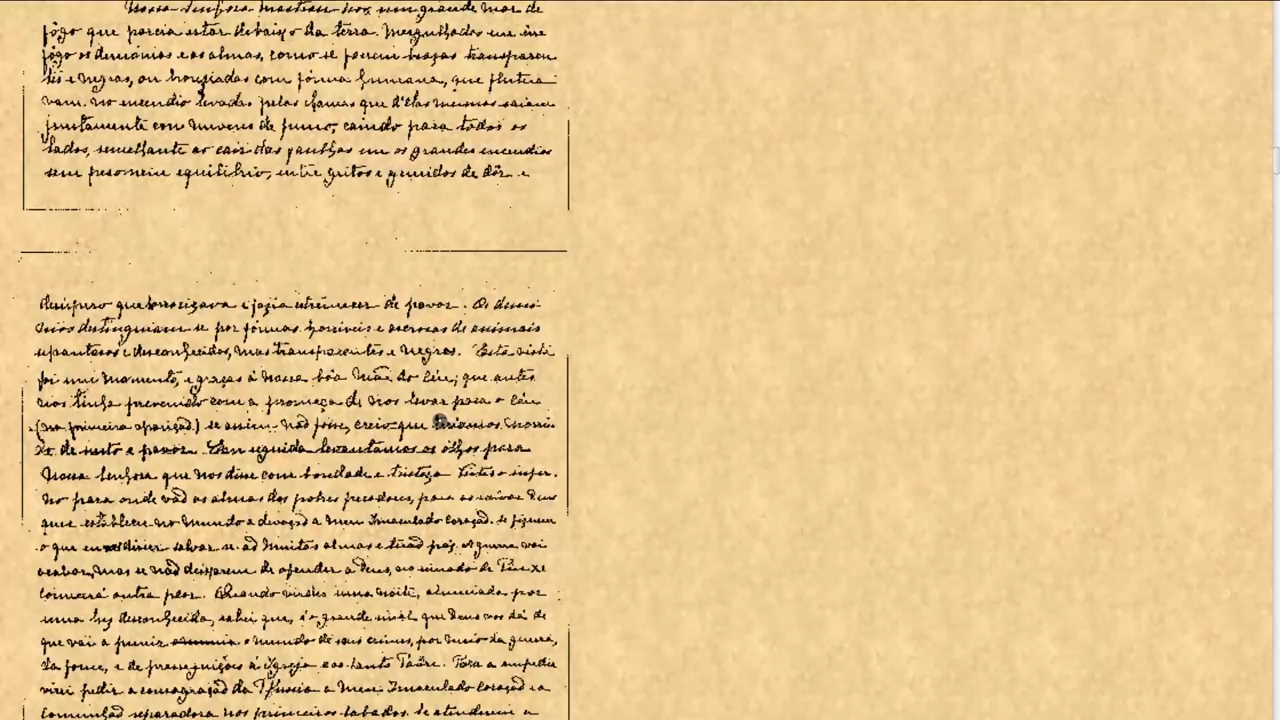 Nossa Senhora mostrou-nos um grande mar de
fôgo que parcia estar debaixo da terra. Mergulhados em êsse
fôgo os demónios e as almas, como se fossem brasas transparen
tes e negras, ou bronziadas com fórma humana, que flutua
vam no incendio levadas pelas chamas que d'elas mesmas saiam
juntamente com nuvens de fumo, caindo para todos os
lados, semelhante ao cair das faulhas em os grandes incendios
sem peso nem equilibrio, entre gritos e gemidos de dôr e
desespero que horrorizava e fazia estremecer de pavor. Os demo
nios destinguiam-se por fórmas horriveis e ascrosas de animais
espantosos e desconhecidos, mas transparentes e negros. Esta vista
foi um momento, e graças á nossa bôa Mãe do Céu; que antes
nos tinha prevenido com a promeça de nos levar para o Céu
(na primeira aparição) se assim não fosse, creio que teriamos morri-
do de susto e pavor. Em seguida levantámos os olhos para
Nossa Senhora que nos disse com bondade e tristeza Vistes o infer.
no para onde vão as almas dos pobres pecadores, para as salvar Deus
quer estabelecer no mundo a devoção a meu Imaculado Coração. Se fizerem
o que eu disser salvar-se-ão muitas almas e terão paz. A guerra vai
acabar, mas se não deixarem de ofender a Deus, no reinado de Pio XI
começará outra peor. Quando virdes uma noite, alumiada por
uma luz desconhecida, sabei que, é o grande sinal que Deus vos dá de
que vai a punir o mundo de seus crimes, por meio da guerra,
da fome, e de perseguições á Igreja e ao Santo Padre. Para a impedir
virei pedir a consagração da Russia a meu Imaculado Coração e a
Comunhão reparadora nos primeiros sabados. Se atenderem a